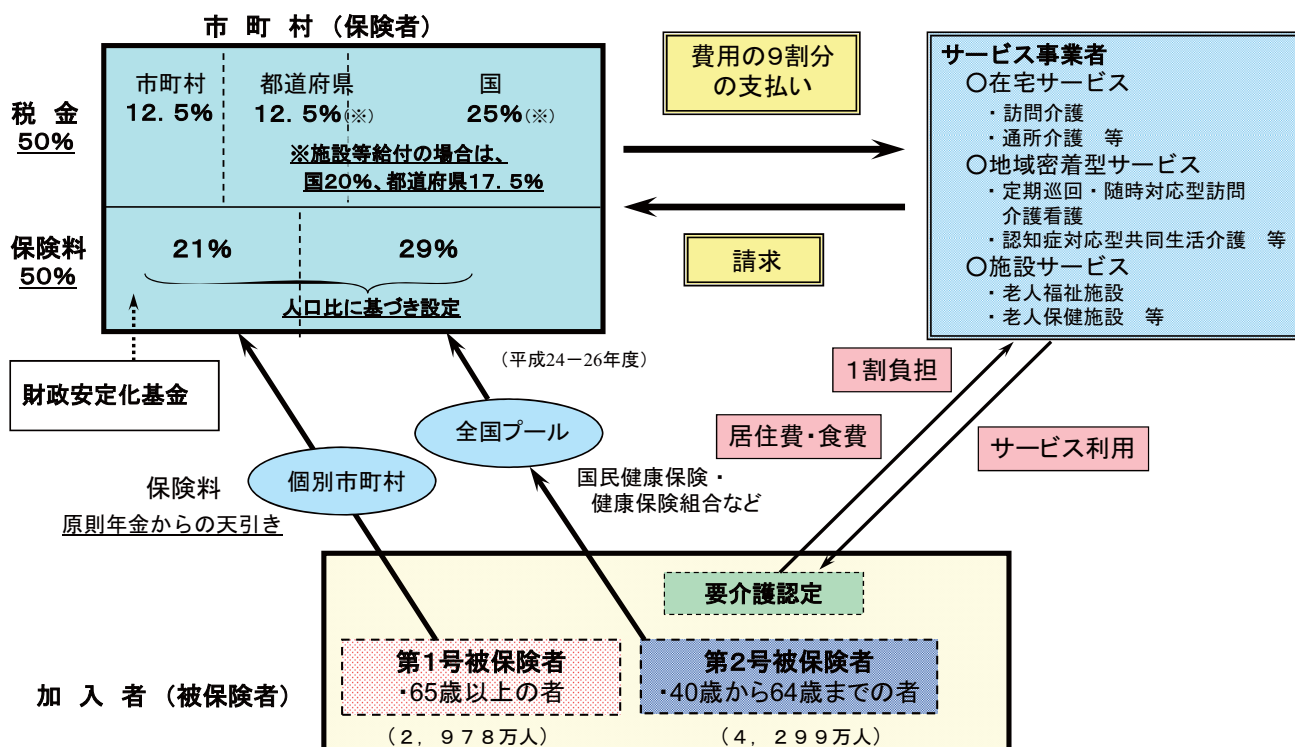 市 町 村（保険者）
市町村
12．5％
都道府県
12．5％（※）
国
25％（※）
※施設等給付の場合は、
国20％、都道府県17．5％
税 金
50％
保険料
50％
21％
29％
人口比に基づき設定
費用の９割分
の支払い
請求
サービス事業者
○在宅サービス
・訪問介護
・通所介護　等
○地域密着型サービス
・定期巡回・随時対応型訪問
介護看護
・認知症対応型共同生活介護　等
○施設サービス
・老人福祉施設
・老人保健施設　等
財政安定化基金
（平成24－26年度）
１割負担
居住費・食費
サービス利用
全国プール
個別市町村
保険料
原則年金からの天引き
国民健康保険・
健康保険組合など
要介護認定
第１号被保険者
・65歳以上の者
第２号被保険者
・40歳から64歳までの者
加 入 者（被保険者）
（２，９７８万人）
（４，２９９万人）